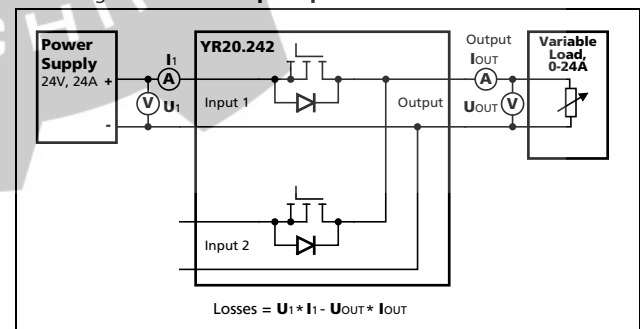 Power
Supply
24V, 24A +
-
I1
A
V
U1
YR20.242
Input 1
Output
Input 2
Output
IOUT
A
UOUT
V
Variable
Load,
0-24A
Losses = U1* I1- UOUT* IOUT